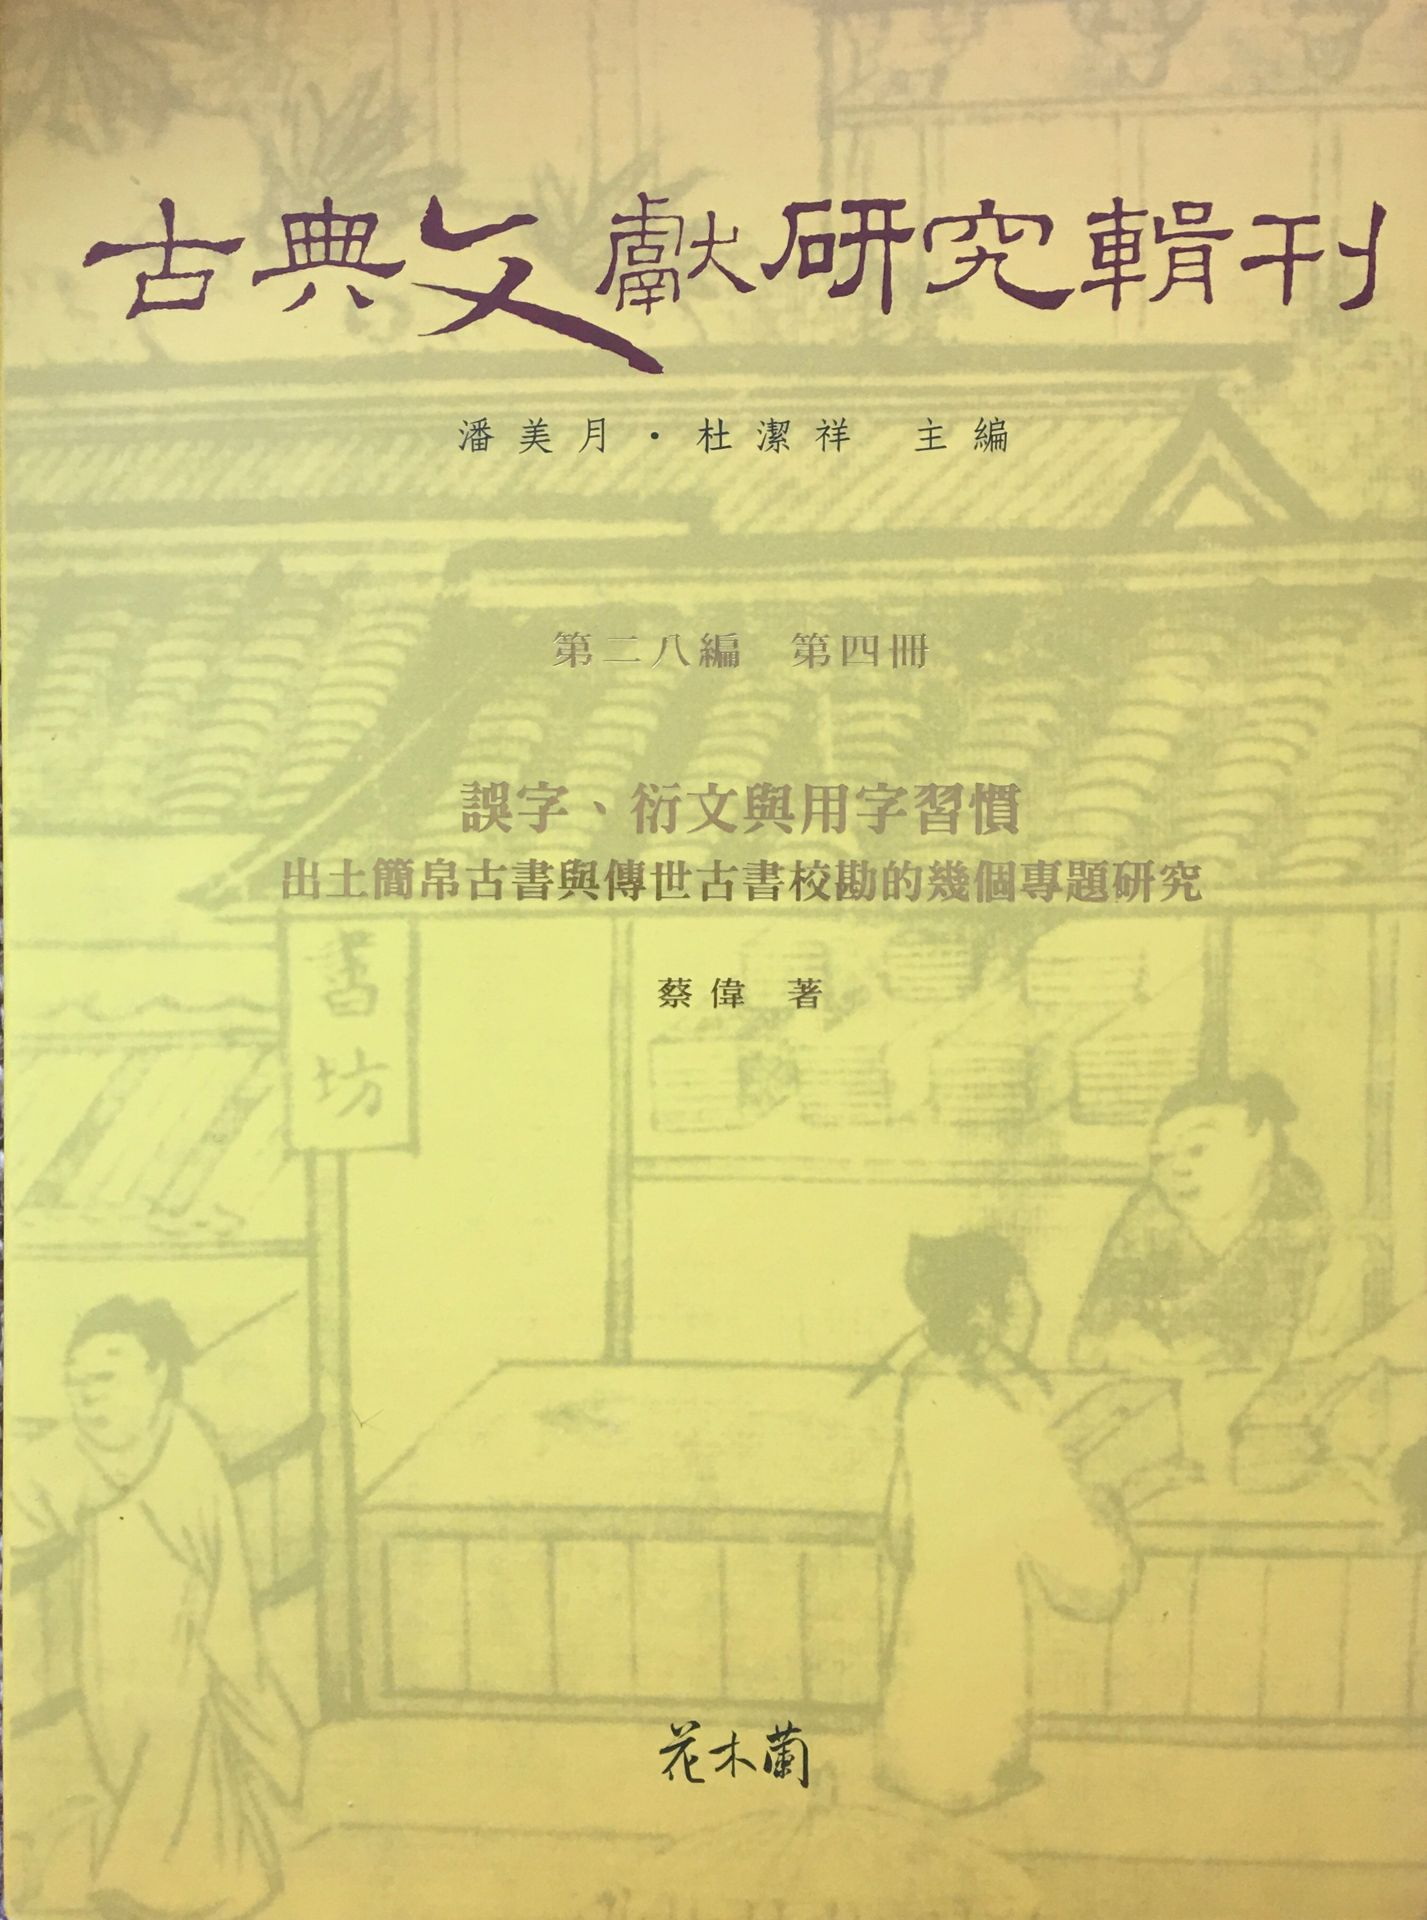 古典文獻研究輯刊
潘美月・杜潔祥　主編
第二八編　第四冊
誤字、衍文與用字習慣
出土簡帛古書與傳世古書校勘的幾個專題研究
蔡偉　著
書坊
花木蘭